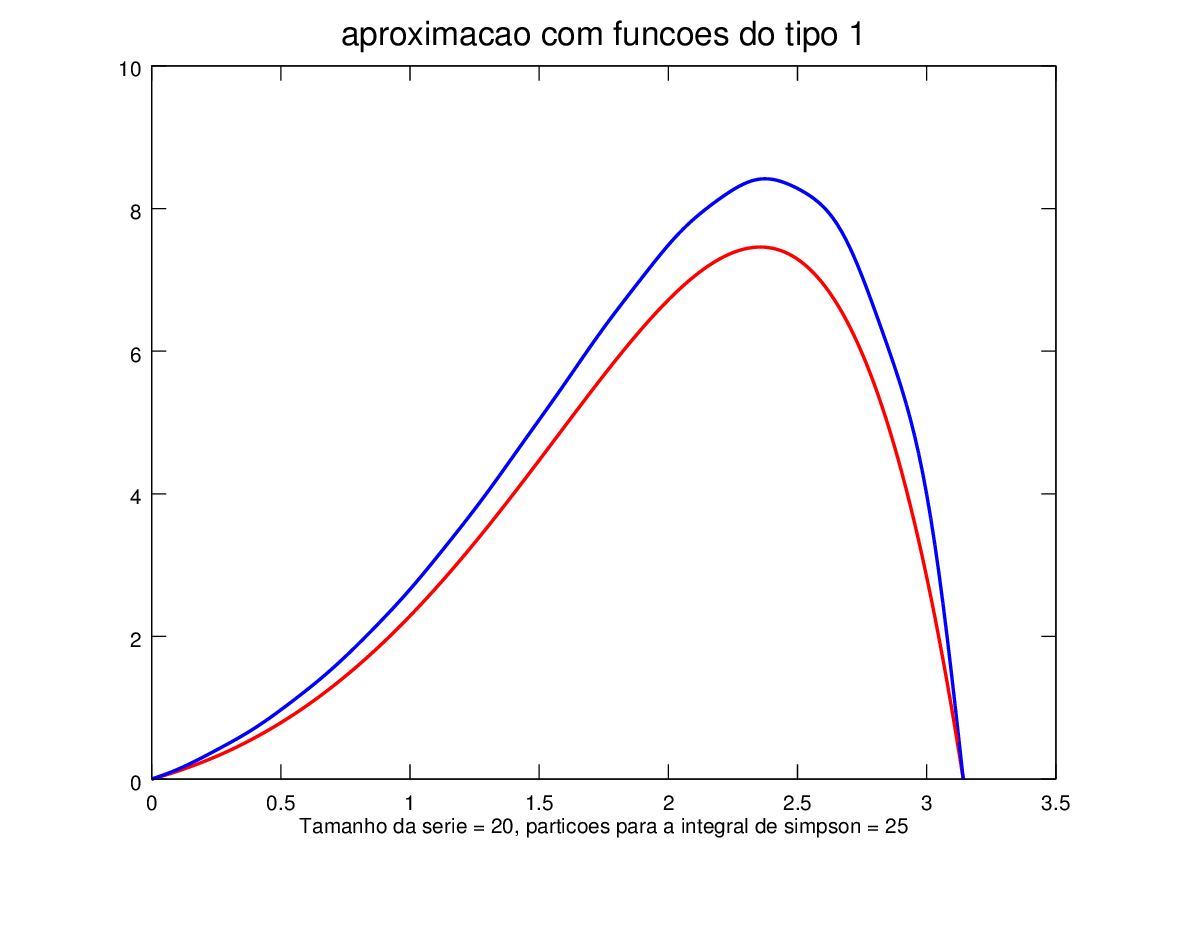 aproximacao com funcoes do tipo 1
10
8
6
4
2
0
0 0.5 1 1.5 2 2.5 3 3.5
Tamanho da serie = 20, particoes para a integral de simpson = 25